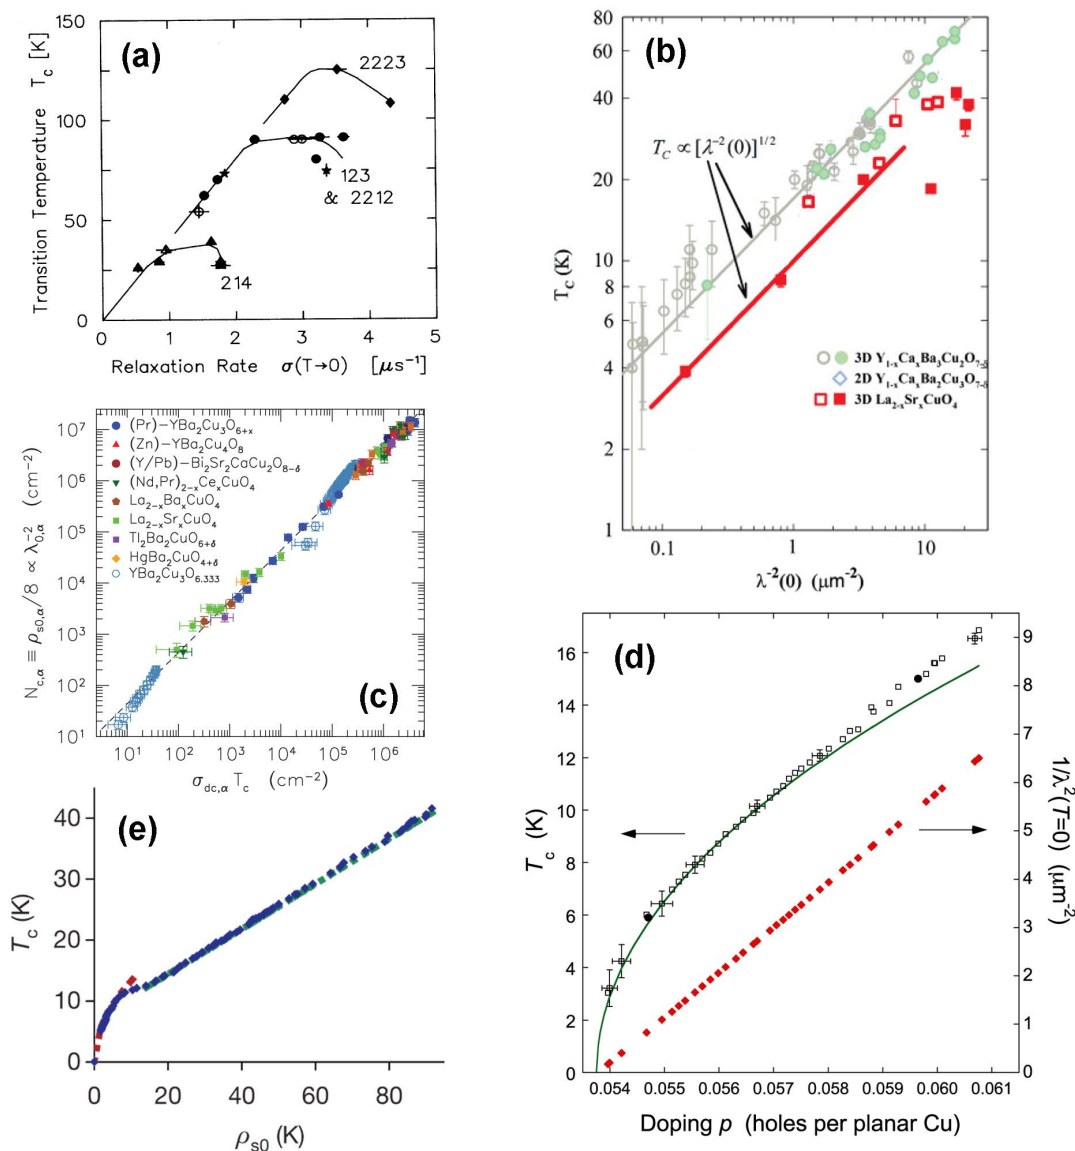 (a)
Transition Temperature T_c [K]
150
125
100
75
50
25
0
2223
123
& 2212
214
0 1 2 3 4 5
Relaxation Rate σ(T→0) [μs⁻¹]
(b)
T_C(K)
80
60
40
20
10
8
6
4
2
1
T_C ∝ [λ⁻²(0)]^1/2
3D Y₁₋ₓCaₓBa₃Cu₂O₇₋δ
2D Y₁₋ₓCaₓBa₂Cu₃O₇₋δ
3D La₂₋ₓSrₓCuO₄
0.1 1 10
λ⁻²(0) (μm⁻²)
(c)
N_c,α ≡ ρ_s0,α/8 ∝ λ_0,α⁻² (cm⁻²)
10⁷
10⁶
10⁵
10⁴
10³
10²
10¹
(Pr)−YBa₂Cu₃O₆₊ₓ
(Zn)−YBa₂Cu₄O₈
(Y/Pb)−Bi₂Sr₂CaCu₂O₈₋δ
(Nd,Pr)₂₋ₓCeₓCuO₄
La₂₋ₓBaₓCuO₄
La₂₋ₓSrₓCuO₄
Tl₂Ba₂CuO₆₊δ
HgBa₂CuO₄₊δ
YBa₂Cu₃O₆.₃₃₃
10¹ 10² 10³ 10⁴ 10⁵ 10⁶
σ_dc,α T_c (cm⁻²)
(d)
T_c (K)
16
14
12
10
8
6
4
2
0
9
8
7
6
5
4
3
2
1
0
1/λ²(T=0) (μm⁻²)
0.054 0.055 0.056 0.057 0.058 0.059 0.060 0.061
Doping p (holes per planar Cu)
(e)
T_c (K)
40
30
20
10
0
0 20 40 60 80
ρ_s0 (K)